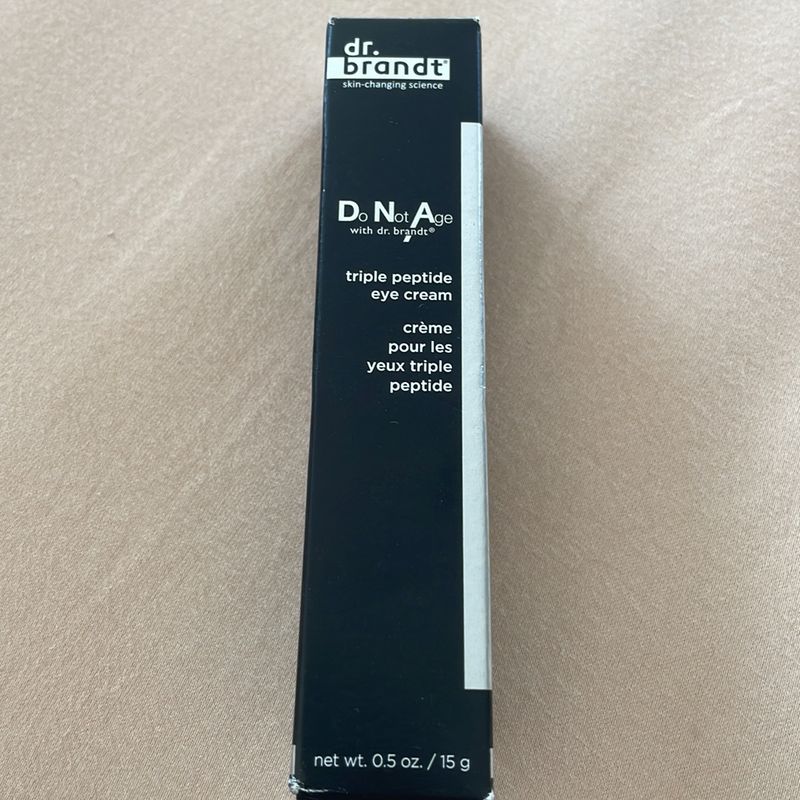 dr.
brandt®
skin-changing science
Do Not Age
with dr. brandt®
triple peptide
eye cream
crème
pour les
yeux triple
peptide
net wt. 0.5 oz. / 15 g